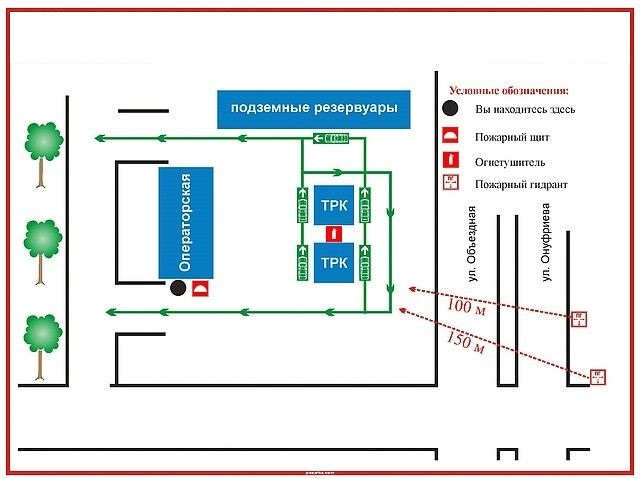 подземные резервуары
Условные обозначения:
Вы находитесь здесь
Пожарный щит
Огнетушитель
Пожарный гидрант
Операторская
ТРК
ТРК
ул. Объездная
ул. Онуфриева
100 м
150 м
ПГ
ПГ